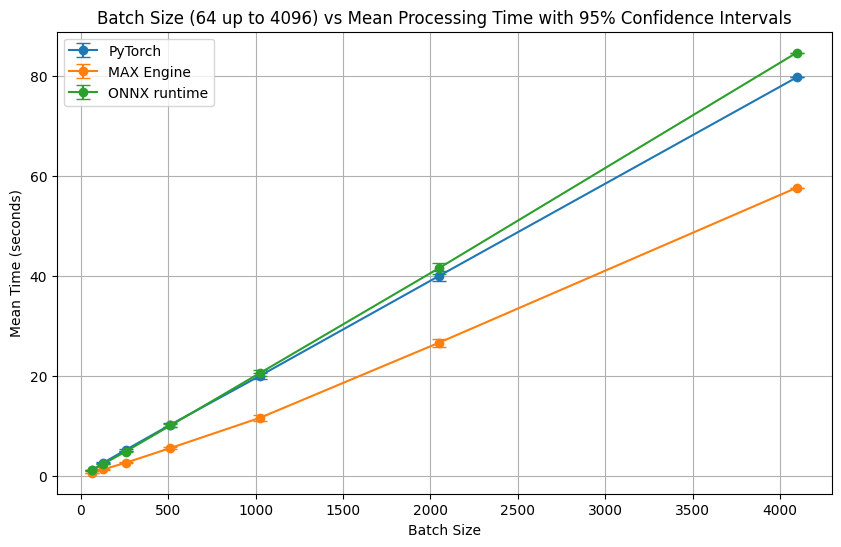 Batch Size (64 up to 4096) vs Mean Processing Time with 95% Confidence Intervals
PyTorch
MAX Engine
ONNX runtime
Mean Time (seconds)
80
60
40
20
0
0 500 1000 1500 2000 2500 3000 3500 4000
Batch Size